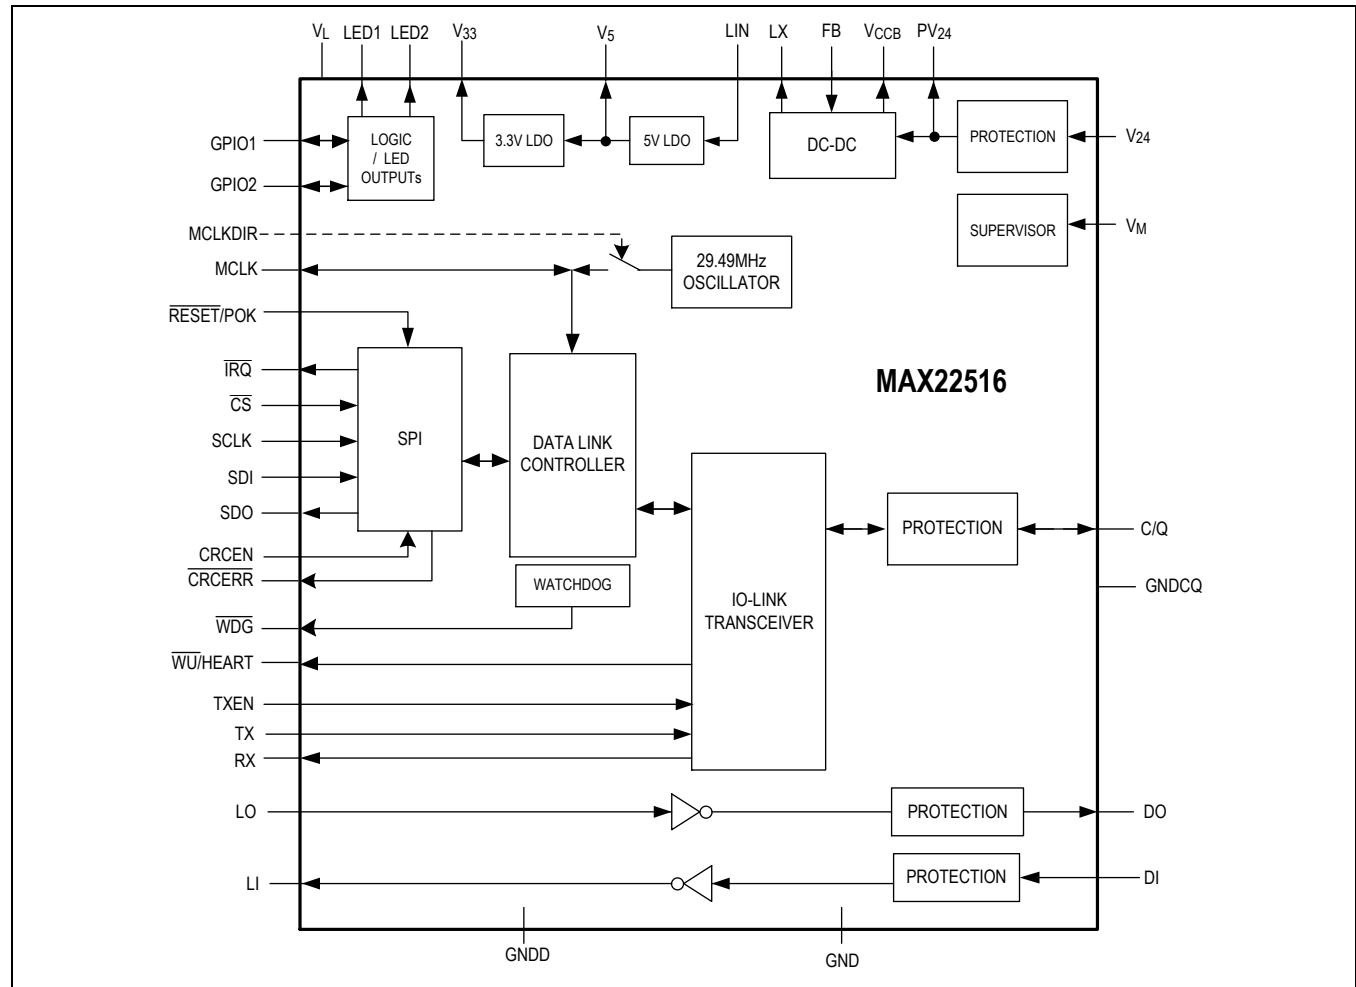 VL LED1 LED2 V33 V5 LIN LX FB VCCB PV24
GPIO1
GPIO2
LOGIC
/ LED
OUTPUTs
3.3V LDO
5V LDO
DC-DC
PROTECTION
V24
SUPERVISOR
VM
MCLKDIR
MCLK
29.49MHz
OSCILLATOR
RESET/POK
IRQ
CS
SCLK
SDI
SDO
CRCEN
CRCERR
WDG
WU/HEART
TXEN
TX
RX
SPI
DATA LINK
CONTROLLER
WATCHDOG
MAX22516
IO-LINK
TRANSCEIVER
PROTECTION
C/Q
GNDCQ
LO
PROTECTION
DO
LI
PROTECTION
DI
GNDD
GND